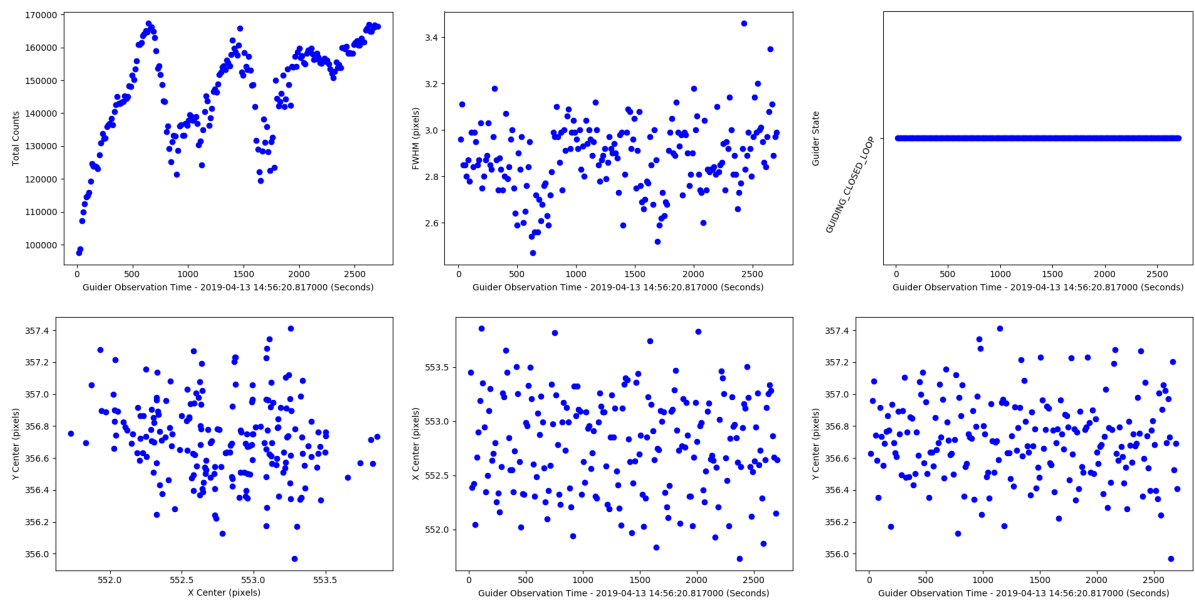 Total Counts
170000
160000
150000
140000
130000
120000
110000
100000
0 500 1000 1500 2000 2500
Guider Observation Time - 2019-04-13 14:56:20.817000 (Seconds)
FWHM (pixels)
3.4
3.2
3.0
2.8
2.6
0 500 1000 1500 2000 2500
Guider Observation Time - 2019-04-13 14:56:20.817000 (Seconds)
Guider State
GUIDING_CLOSED_LOOP
0 500 1000 1500 2000 2500
Guider Observation Time - 2019-04-13 14:56:20.817000 (Seconds)
Y Center (pixels)
357.4
357.2
357.0
356.8
356.6
356.4
356.2
356.0
552.0 552.5 553.0 553.5
X Center (pixels)
X Center (pixels)
553.5
553.0
552.5
552.0
0 500 1000 1500 2000 2500
Guider Observation Time - 2019-04-13 14:56:20.817000 (Seconds)
Y Center (pixels)
357.4
357.2
357.0
356.8
356.6
356.4
356.2
356.0
0 500 1000 1500 2000 2500
Guider Observation Time - 2019-04-13 14:56:20.817000 (Seconds)